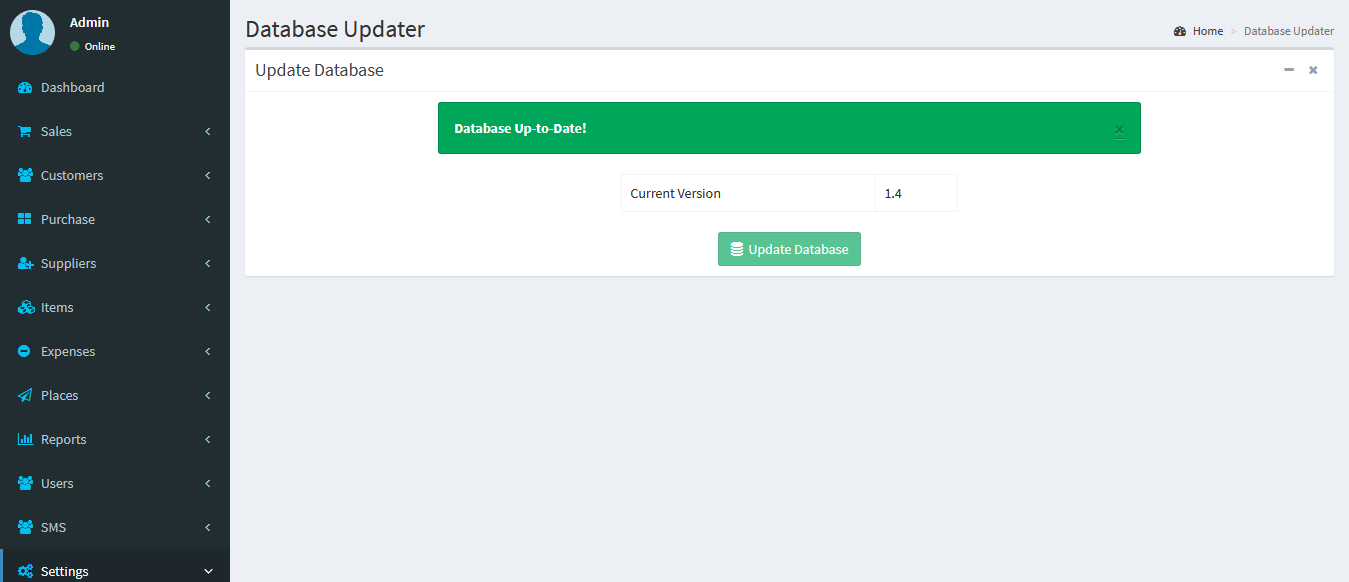 Admin
Online
Dashboard
Sales
Customers
Purchase
Suppliers
Items
Expenses
Places
Reports
Users
SMS
Settings
Database Updater
Home > Database Updater
Update Database
Database Up-to-Date!
Current Version 1.4
Update Database